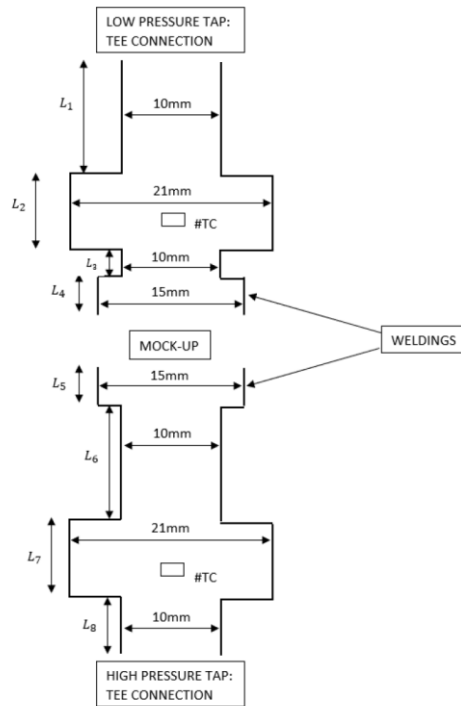 LOW PRESSURE TAP:
TEE CONNECTION
L₁
10mm
L₂
21mm
#TC
L₃
10mm
L₄
15mm
MOCK-UP
WELDINGS
L₅
15mm
L₆
10mm
L₇
21mm
#TC
L₈
10mm
HIGH PRESSURE TAP:
TEE CONNECTION